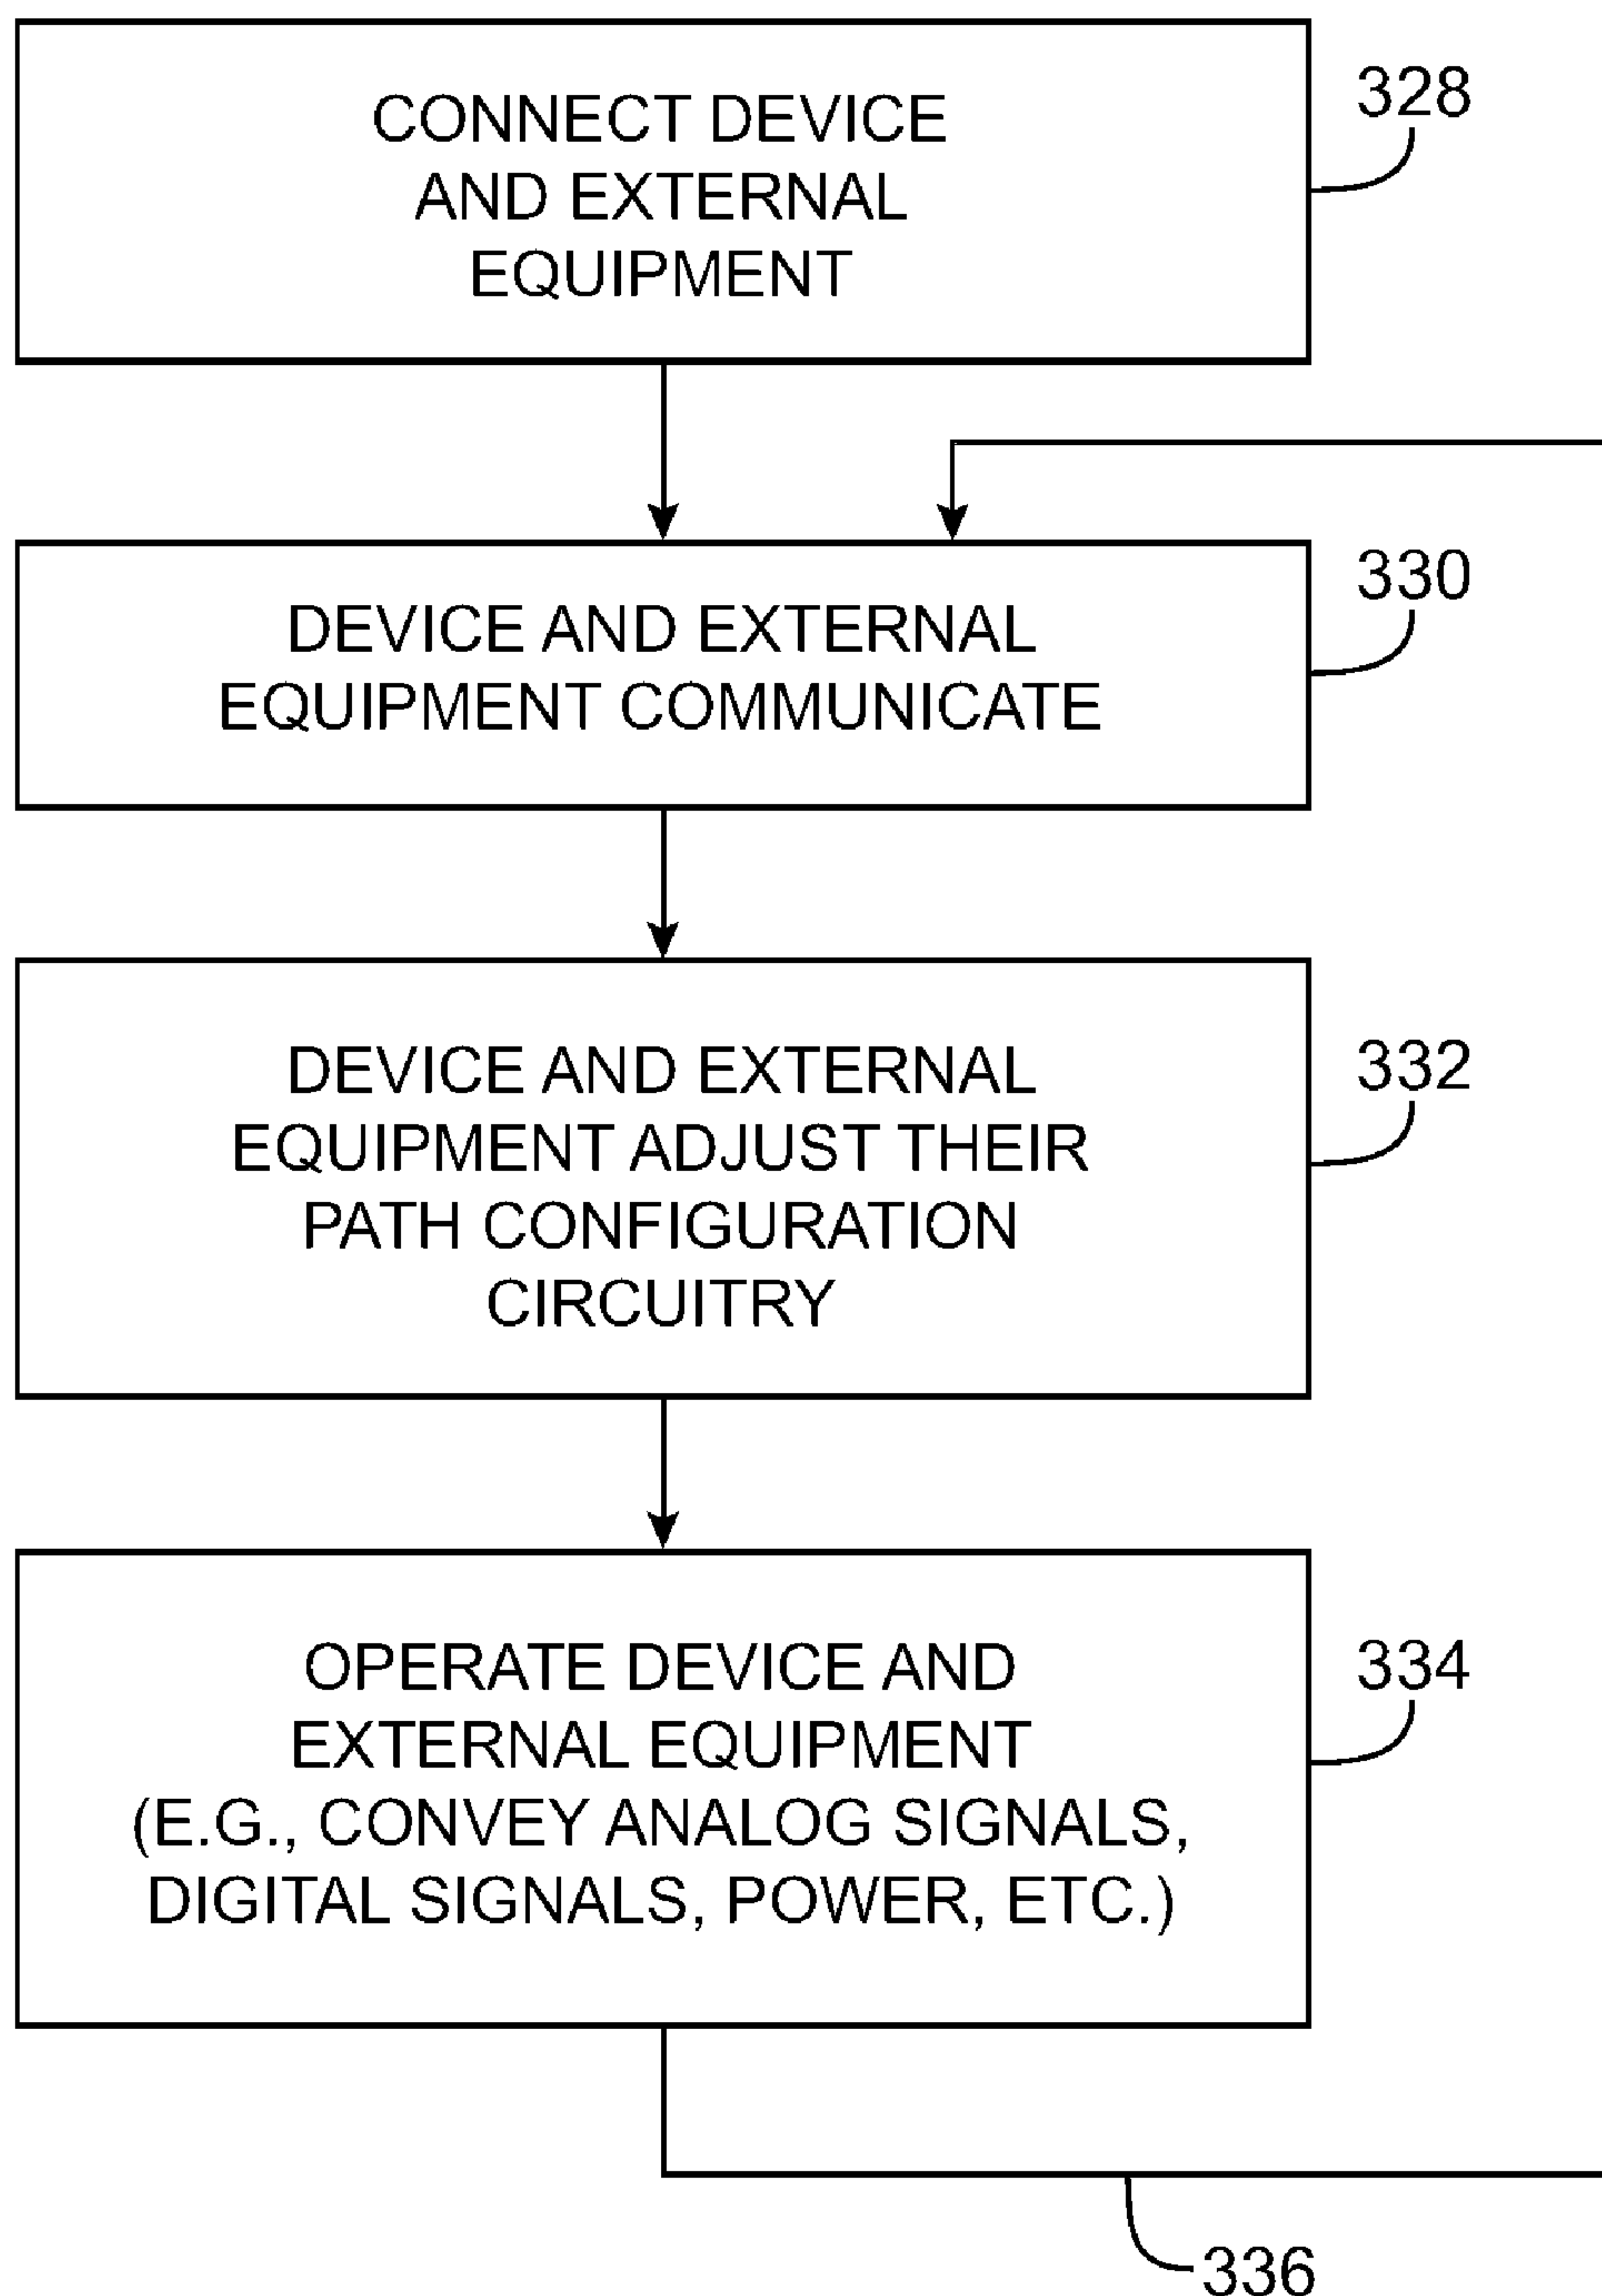 CONNECT DEVICE
AND EXTERNAL
EQUIPMENT
328
DEVICE AND EXTERNAL
EQUIPMENT COMMUNICATE
330
DEVICE AND EXTERNAL
EQUIPMENT ADJUST THEIR
PATH CONFIGURATION
CIRCUITRY
332
OPERATE DEVICE AND
EXTERNAL EQUIPMENT
(E.G., CONVEY ANALOG SIGNALS,
DIGITAL SIGNALS, POWER, ETC.)
334
336